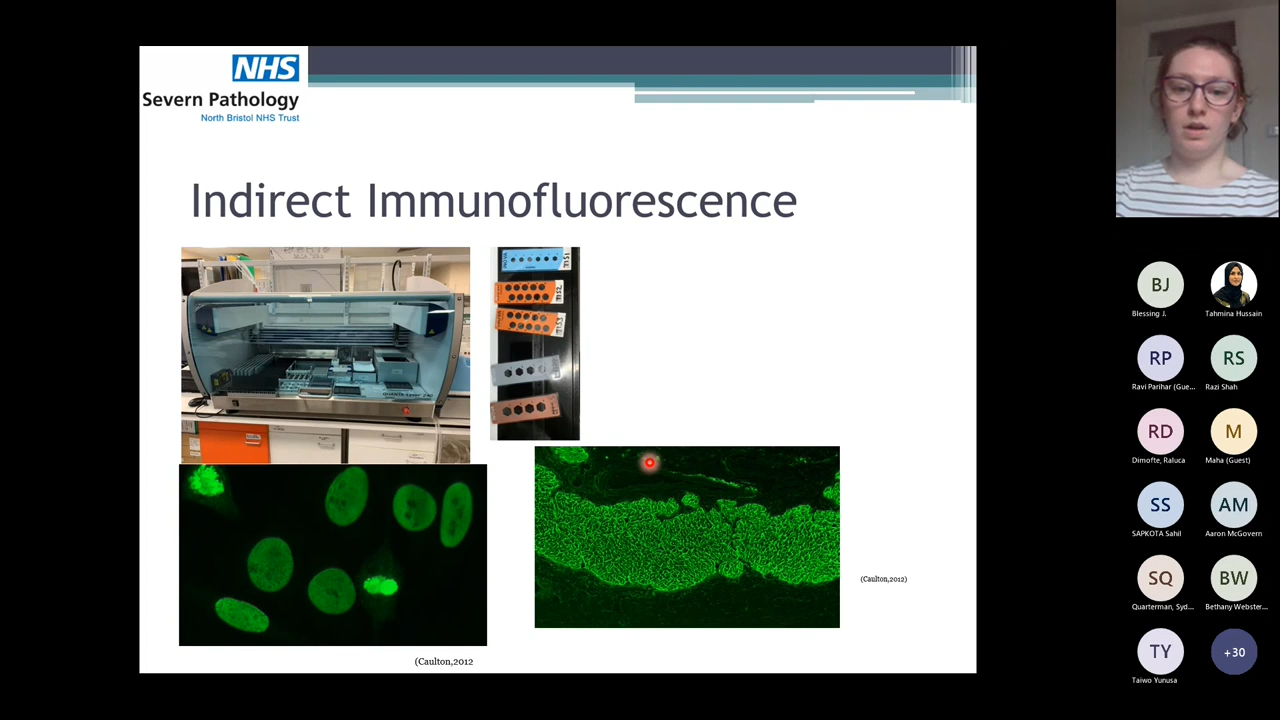 NHS
Severn Pathology
North Bristol NHS Trust
Indirect Immunofluorescence
(Caulton,2012)
(Caulton,2012
BJ
Blessing J.
Tahmina Hussain
RP
Ravi Parihar (Gue...
RS
Razi Shah
RD
Dimofte, Raluca
M
Maha (Guest)
SS
SAPKOTA Sahil
AM
Aaron McGovern
SQ
Quarterman, Syd...
BW
Bethany Webster...
TY
Taiwo Yunusa
+30